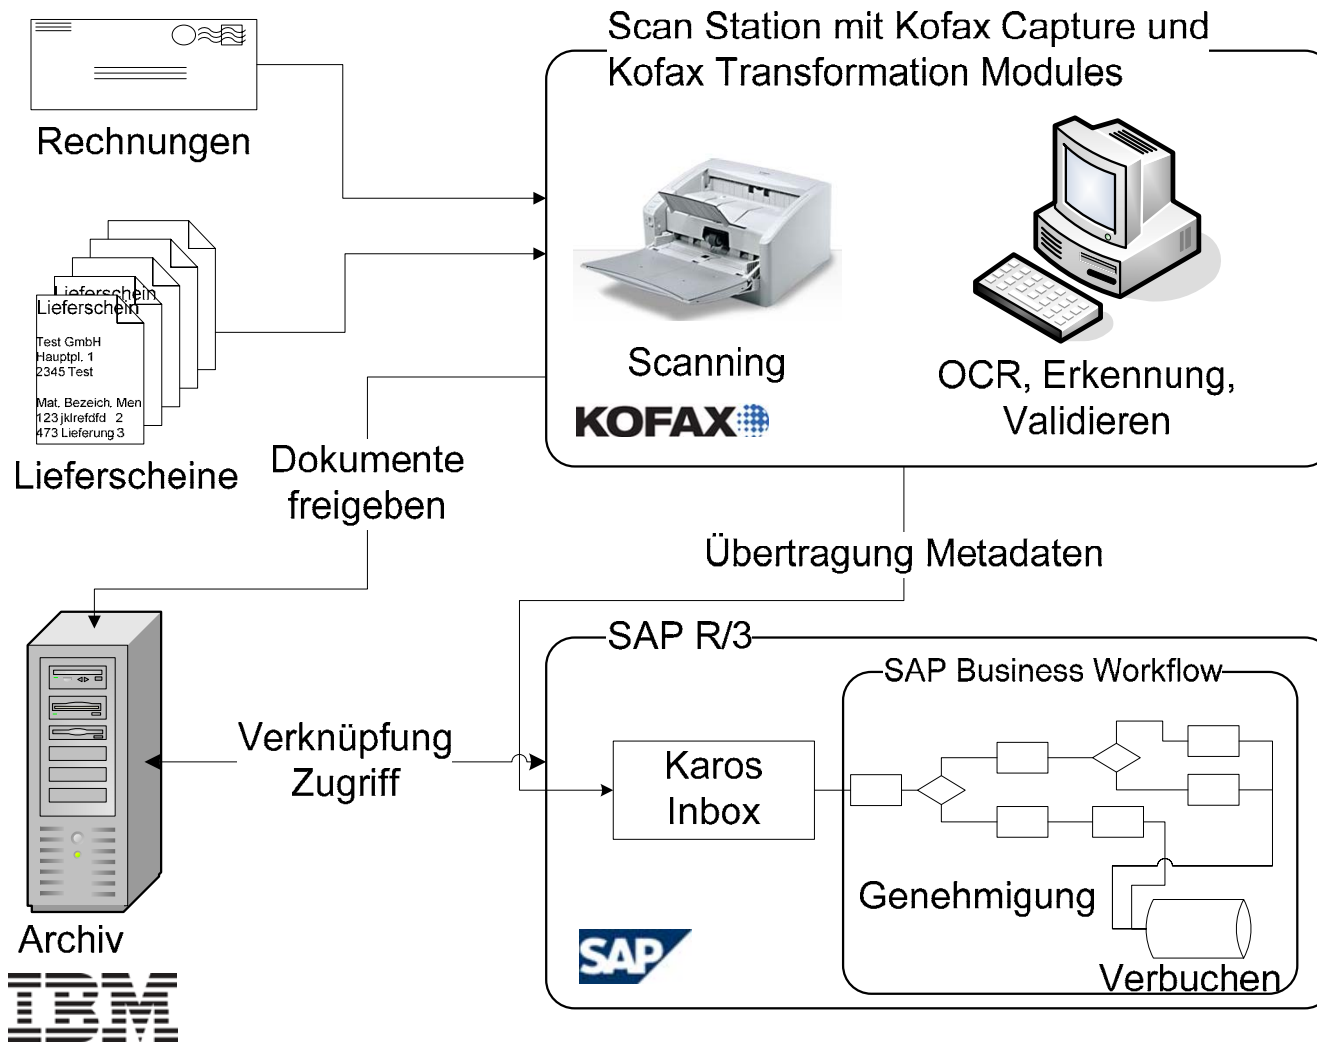 Scan Station mit Kofax Capture und
Kofax Transformation Modules
Rechnungen
Lieferschein
Lieferschein
Test GmbH
Hauptpl. 1
2345 Test
Mat. Bezeich. Men
123 jklrefdfd 2
473 Lieferung 3
Lieferscheine
Scanning
OCR, Erkennung,
Validieren
KOFAX
Dokumente
freigeben
Übertragung Metadaten
SAP R/3
SAP Business Workflow
Verknüpfung
Zugriff
Karos
Inbox
Genehmigung
Verbuchen
SAP
Archiv
IBM